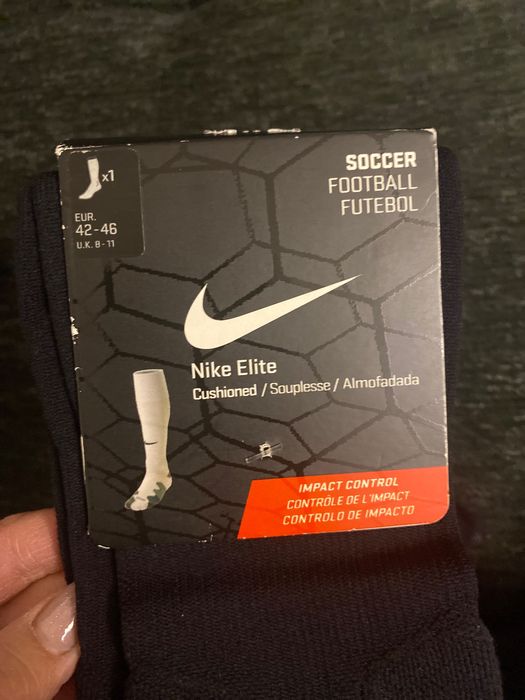 x1
EUR.
42-46
U.K. 8-11
SOCCER
FOOTBALL
FUTEBOL
Nike Elite
Cushioned / Souplesse / Almofadada
IMPACT CONTROL
CONTRÔLE DE L'IMPACT
CONTROLO DE IMPACTO